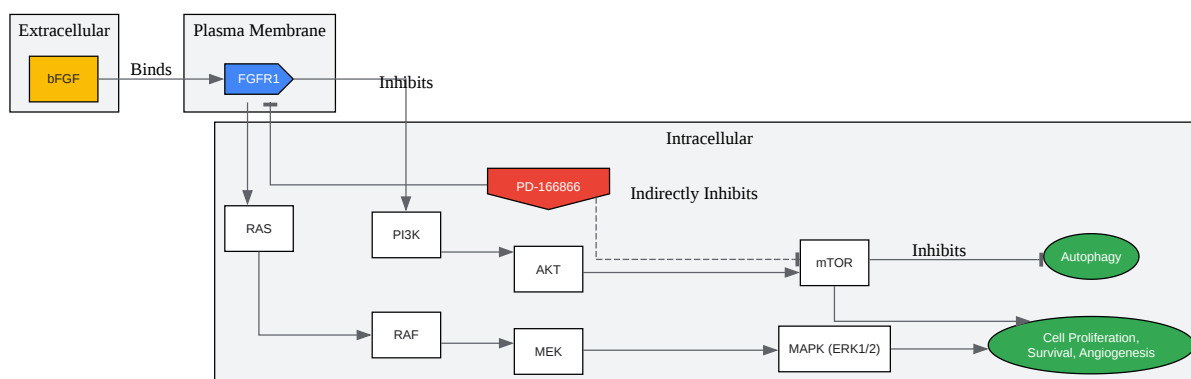 Extracellular
Plasma Membrane
bFGF
Binds
FGFR1
Inhibits
Intracellular
PD-166866
Indirectly Inhibits
RAS
PI3K
AKT
mTOR
Inhibits
Autophagy
RAF
MEK
MAPK (ERK1/2)
Cell Proliferation,
Survival, Angiogenesis